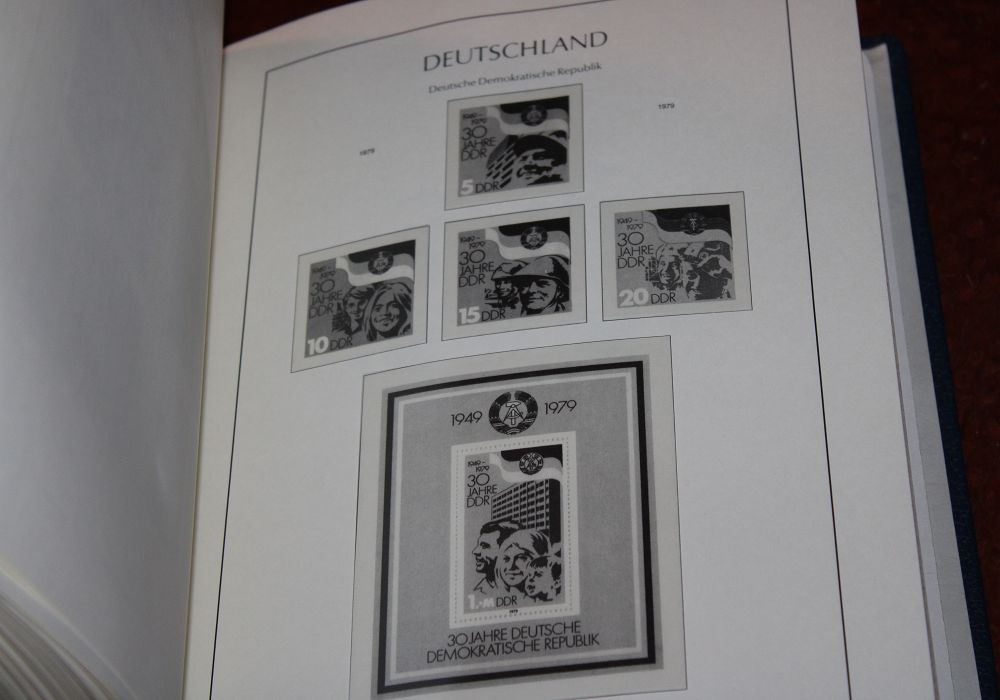 DEUTSCHLAND
Deutsche Demokratische Republik
1979
1979
1949-
1979
30
JAHRE
DDR
5 DDR
1949-
1979
30
JAHRE
DDR
10 DDR
1949-
1979
30
JAHRE
DDR
15 DDR
1949-
1979
30
JAHRE
DDR
20 DDR
1949 1979
1949-
1979
30
JAHRE
DDR
1.-M DDR
1979
30 JAHRE DEUTSCHE
DEMOKRATISCHE REPUBLIK